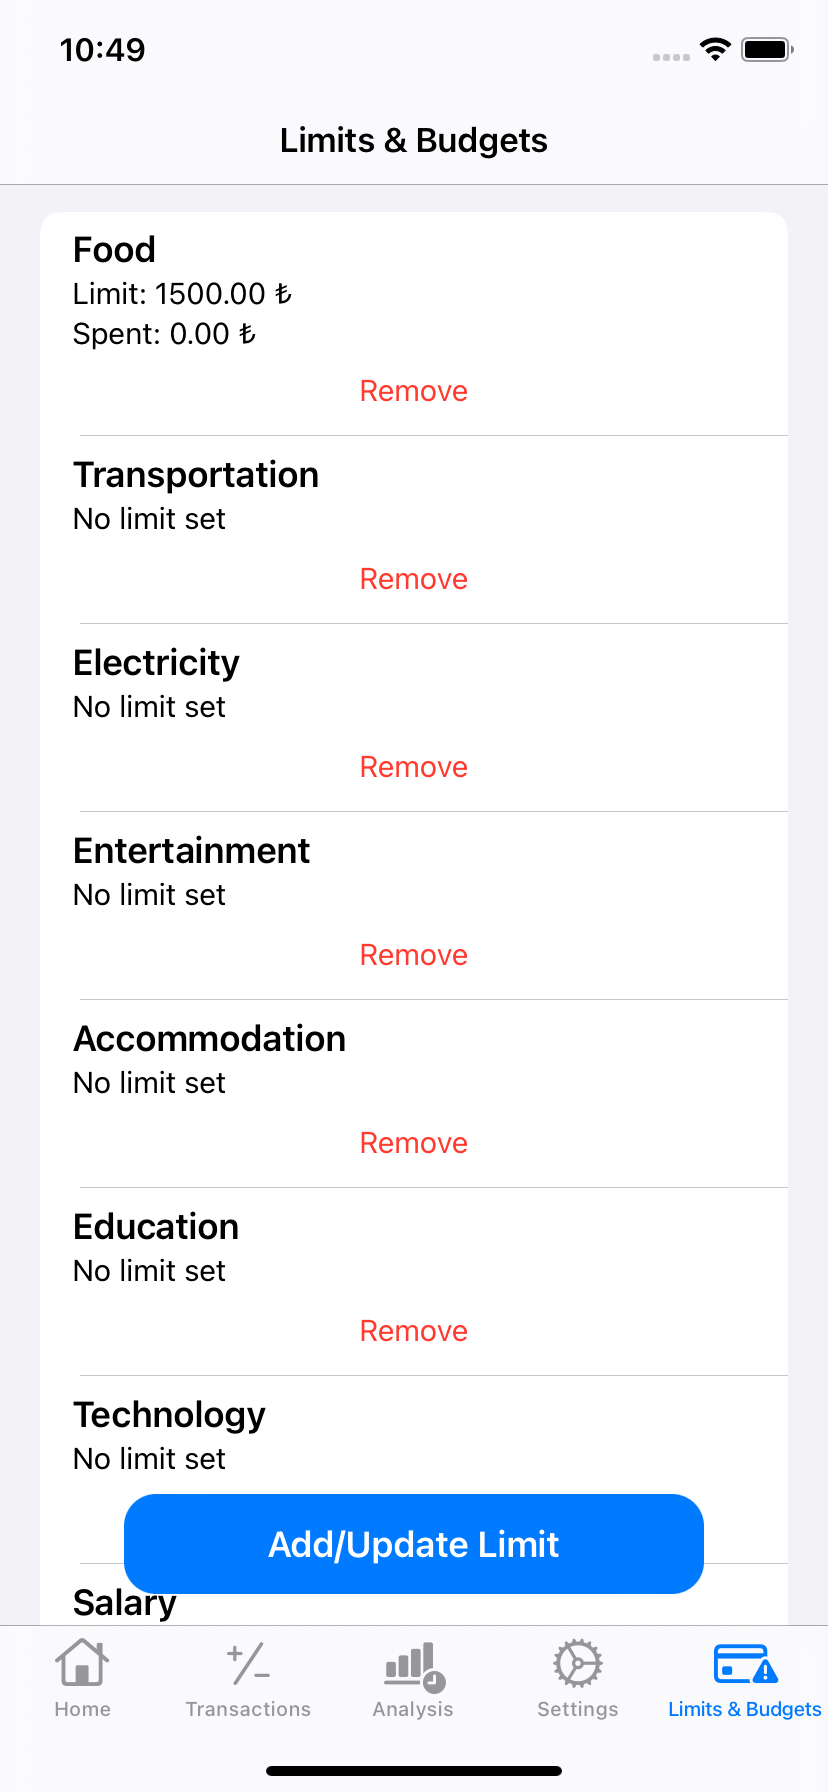 10:49
Limits & Budgets
Food
Limit: 1500.00 ₺
Spent: 0.00 ₺
Remove
Transportation
No limit set
Remove
Electricity
No limit set
Remove
Entertainment
No limit set
Remove
Accommodation
No limit set
Remove
Education
No limit set
Remove
Technology
No limit set
Add/Update Limit
Salary
Home
Transactions
Analysis
Settings
Limits & Budgets